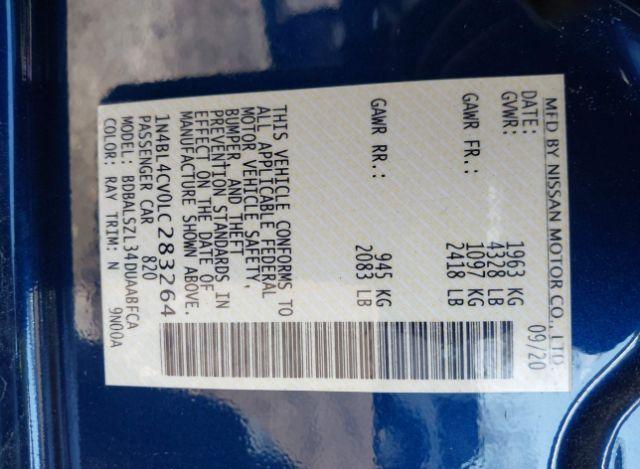 MFD BY NISSAN MOTOR CO., LTD.
DATE: 09/20
GVWR: 1963 KG
4328 LB
GAWR FR.: 1097 KG
2418 LB
GAWR RR.: 945 KG
2083 LB
THIS VEHICLE CONFORMS TO
ALL APPLICABLE FEDERAL
MOTOR VEHICLE SAFETY,
BUMPER, AND THEFT
PREVENTION STANDARDS IN
EFFECT ON THE DATE OF
MANUFACTURE SHOWN ABOVE.
1N4BL4CV0LC283264
PASSENGER CAR 820
MODEL: BDBALSZL34DUAABFCA
COLOR: RAY TRIM: N 9N00A